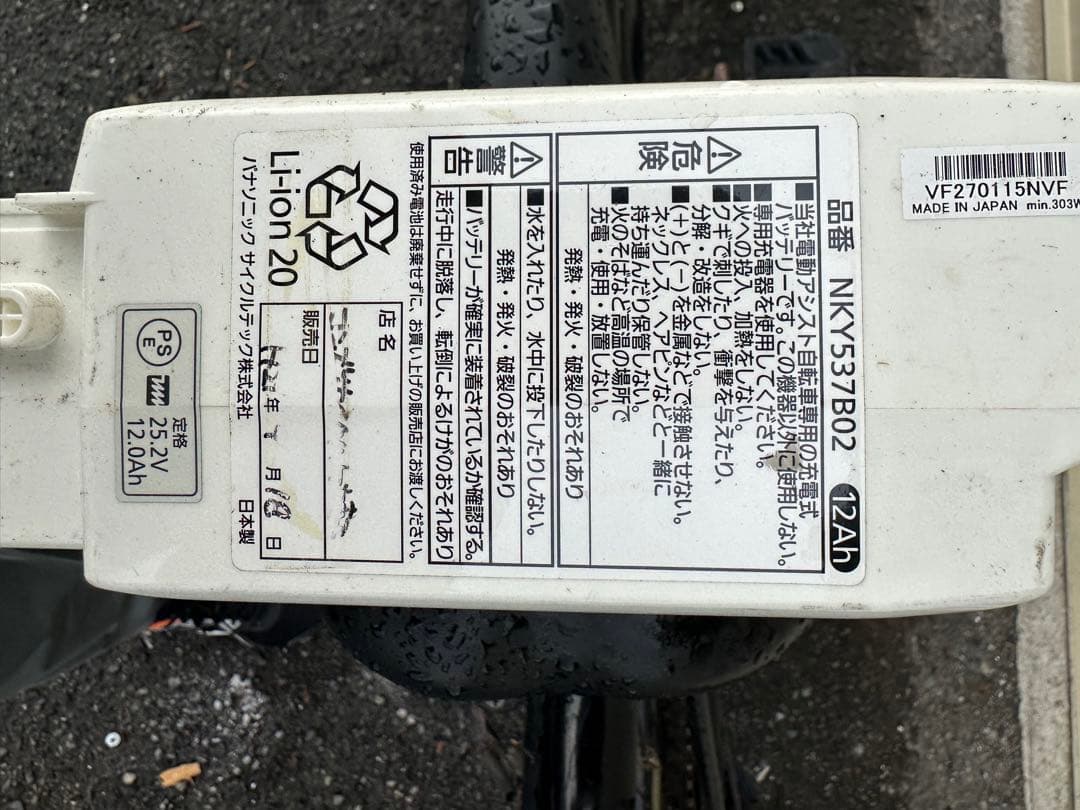 VF270115NVF
MADE IN JAPAN min.303W
品番 NKY537B02 12Ah
危険
■当社電動アシスト自転車専用の充電式
バッテリーです。この機器以外に使用しない。
■専用充電器を使用してください。
■火への投入、加熱をしない。
■クギで刺したり、衝撃を与えたり、
分解・改造をしない。
■(+)と(−)を金属などで接触させない。
ネックレス、ヘアピンなどと一緒に
持ち運んだり保管しない。
■火のそばなど高温の場所で
充電・使用・放置しない。
発熱・発火・破裂のおそれあり
警告
■水を入れたり、水中に投下したりしない。
発熱・発火・破裂のおそれあり
■バッテリーが確実に装着されているか確認する。
走行中に脱落し、転倒によるけがのおそれあり
使用済み電池は廃棄せずに、お買い上げの販売店にお渡しください。
Li-ion 20
店名
販売日
年 月 18 日
パナソニック サイクルテック株式会社 日本製
PS
E
定格
25.2V
12.0Ah